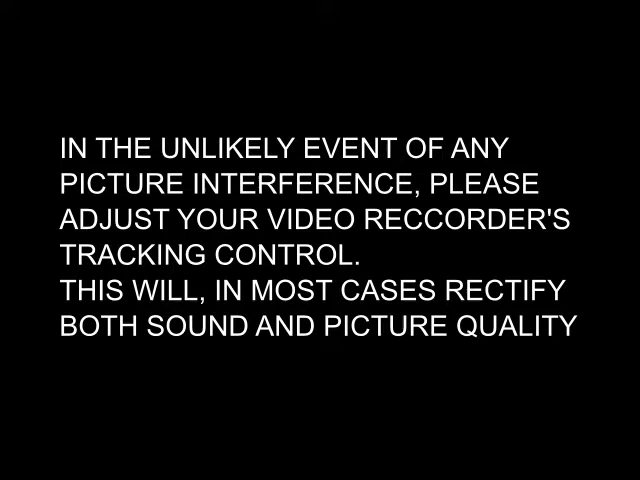 IN THE UNLIKELY EVENT OF ANY
PICTURE INTERFERENCE, PLEASE
ADJUST YOUR VIDEO RECCORDER'S
TRACKING CONTROL.
THIS WILL, IN MOST CASES RECTIFY
BOTH SOUND AND PICTURE QUALITY